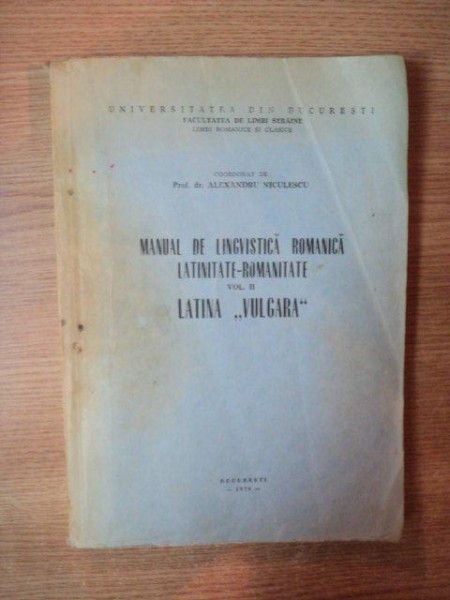 UNIVERSITATEA DIN BUCUREȘTI
FACULTATEA DE LIMBI STRĂINE
LIMBI ROMANICE ȘI CLASICE
COORDONAT DE
Prof. dr. ALEXANDRU NICULESCU
MANUAL DE LINGVISTICĂ ROMANICĂ
LATINITATE-ROMANITATE
VOL. II
LATINA „VULGARA“
BUCUREȘTI